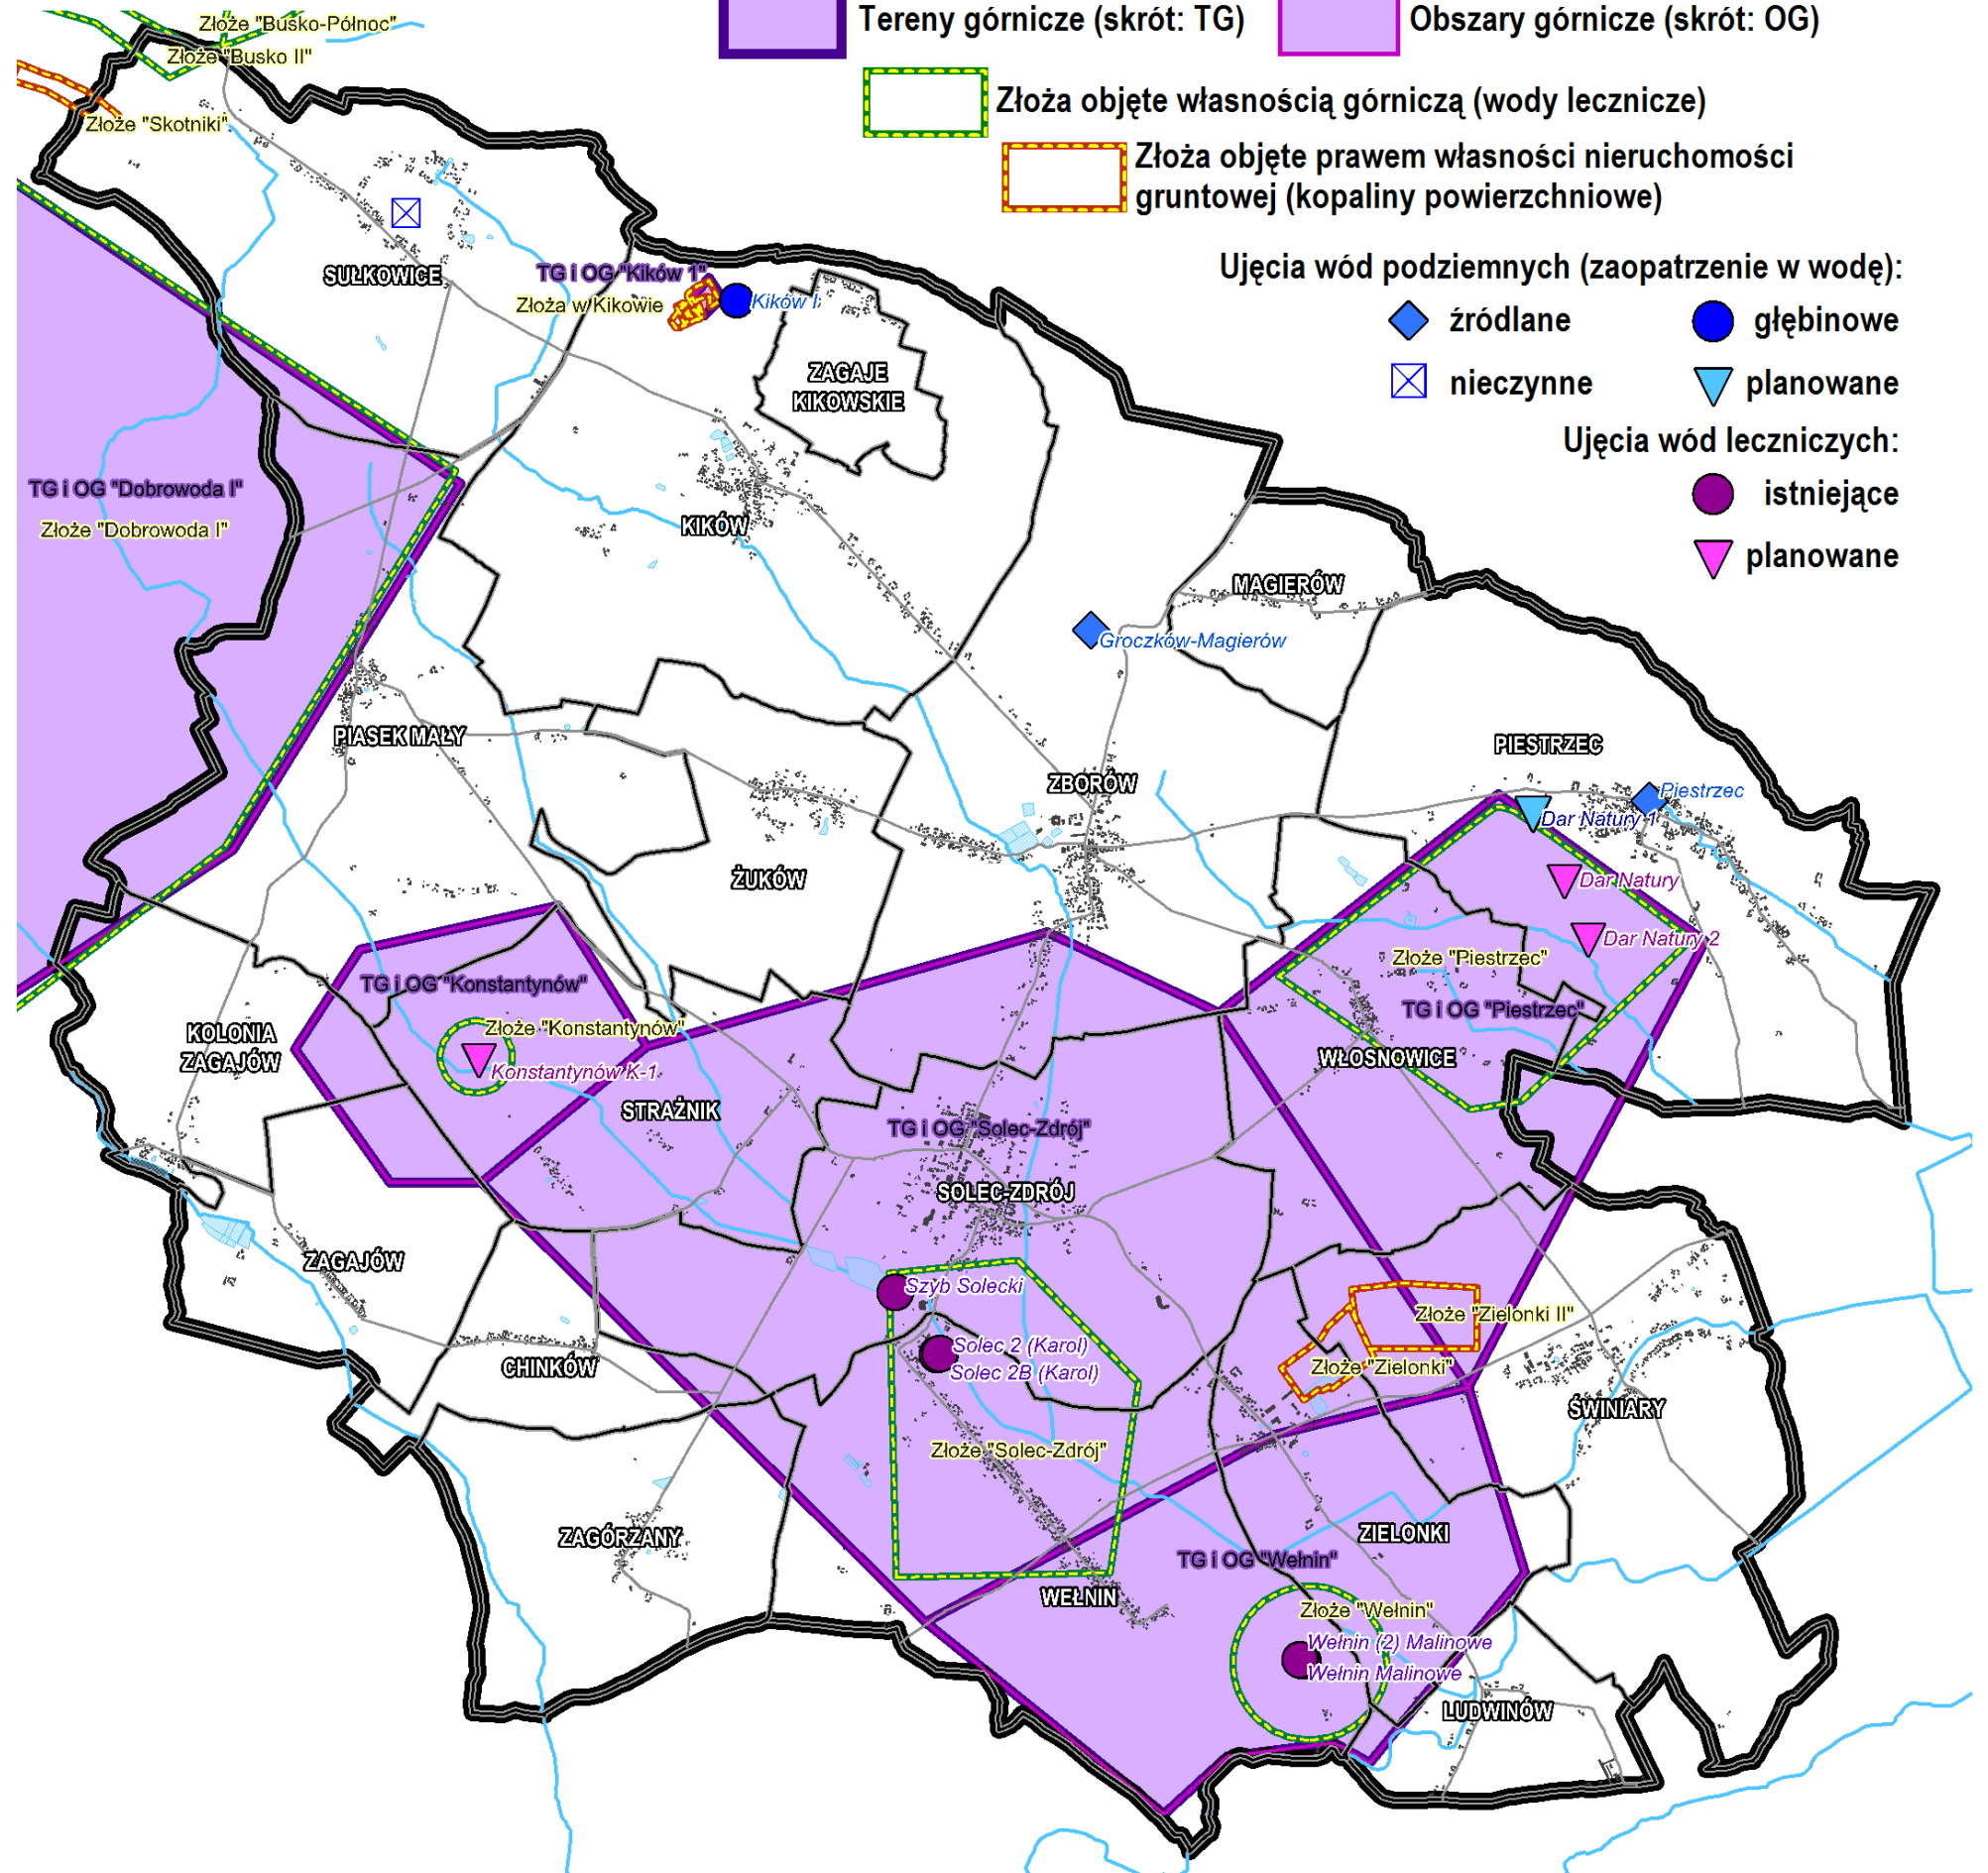 Tereny górnicze (skrót: TG)
Obszary górnicze (skrót: OG)
Złoża objęte własnością górniczą (wody lecznicze)
Złoża objęte prawem własności nieruchomości
gruntowej (kopaliny powierzchniowe)
Ujęcia wód podziemnych (zaopatrzenie w wodę):
źródlane
głębinowe
nieczynne
planowane
Ujęcia wód leczniczych:
istniejące
planowane
Złoże "Busko-Północ"
Złoże "Busko II"
Złoże "Skotniki"
SUŁKOWICE
TG i OG "Kików 1"
Złoża w Kikowie
Kików I
ZAGAJE
KIKOWSKIE
TG i OG "Dobrowoda I"
Złoże "Dobrowoda I"
KIKÓW
MAGIERÓW
Groczków-Magierów
PIASEK MAŁY
ZBORÓW
PIESTRZEC
Piestrzec
Dar Natury 1
ŻUKÓW
Dar Natury
Dar Natury 2
Złoże "Piestrzec"
TG i OG "Piestrzec"
TG i OG "Konstantynów"
Złoże "Konstantynów"
Konstantynów K-1
KOLONIA
ZAGAJÓW
WŁOSNOWICE
STRAŻNIK
TG i OG "Solec-Zdrój"
SOLEC-ZDRÓJ
ZAGAJÓW
Szyb Solecki
Złoże "Zielonki II"
Solec 2 (Karol)
Solec 2B (Karol)
Złoże "Zielonki"
CHINKÓW
ŚWINIARY
Złoże "Solec-Zdrój"
ZAGÓRZANY
ZIELONKI
TG i OG "Wełnin"
WEŁNIN
Złoże "Wełnin"
Wełnin (2) Malinowe
Wełnin Malinowe
LUDWINÓW